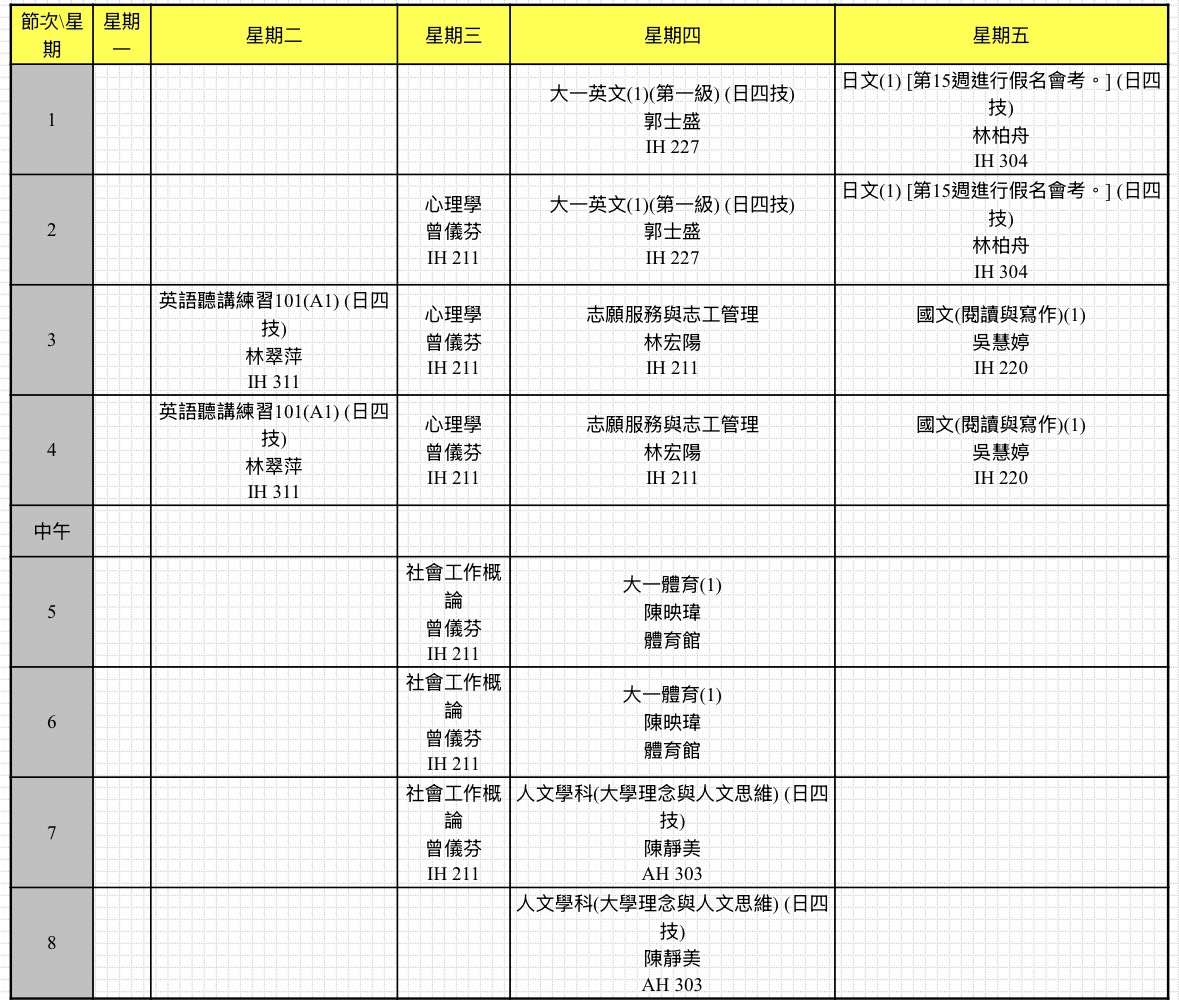 節次\星期
星期一
星期二
星期三
星期四
星期五
1
大一英文(1)(第一級) (日四技)
郭士盛
IH 227
日文(1) [第15週進行假名會考。] (日四
技)
林柏舟
IH 304
2
心理學
曾儀芬
IH 211
大一英文(1)(第一級) (日四技)
郭士盛
IH 227
日文(1) [第15週進行假名會考。] (日四
技)
林柏舟
IH 304
3
英語聽講練習101(A1) (日四
技)
林翠萍
IH 311
心理學
曾儀芬
IH 211
志願服務與志工管理
林宏陽
IH 211
國文(閱讀與寫作)(1)
吳慧婷
IH 220
4
英語聽講練習101(A1) (日四
技)
林翠萍
IH 311
心理學
曾儀芬
IH 211
志願服務與志工管理
林宏陽
IH 211
國文(閱讀與寫作)(1)
吳慧婷
IH 220
中午
5
社會工作概
論
曾儀芬
IH 211
大一體育(1)
陳映瑋
體育館
6
社會工作概
論
曾儀芬
IH 211
大一體育(1)
陳映瑋
體育館
7
社會工作概
論
曾儀芬
IH 211
人文學科(大學理念與人文思維) (日四
技)
陳靜美
AH 303
8
人文學科(大學理念與人文思維) (日四
技)
陳靜美
AH 303